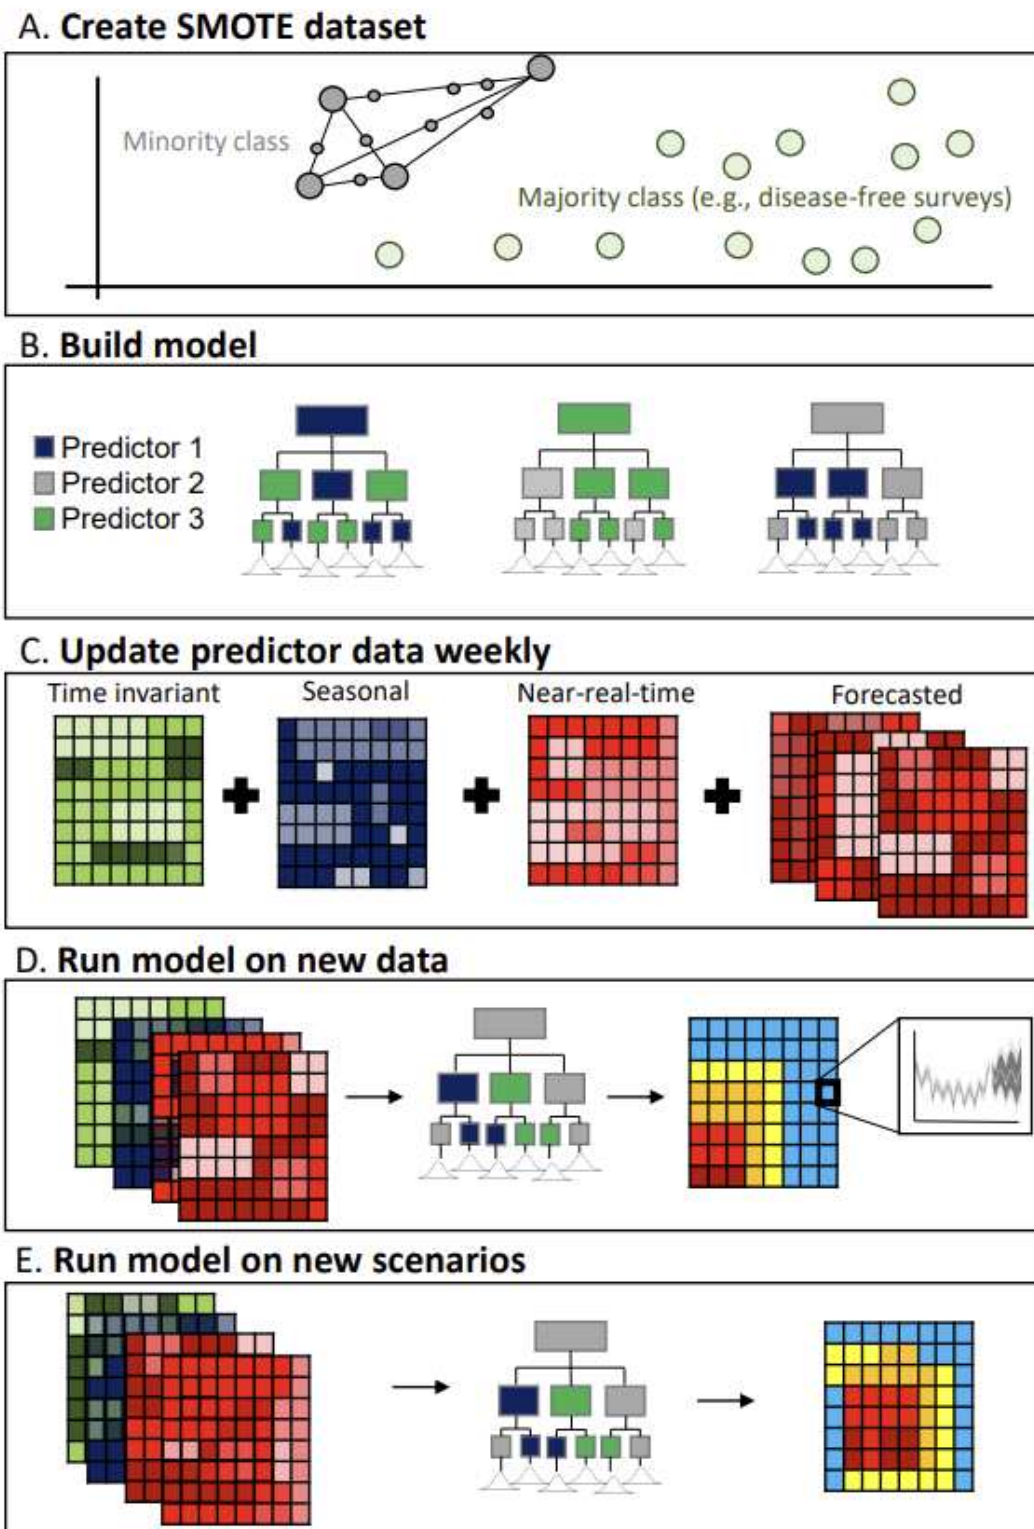 A. Create SMOTE dataset
Minority class
Majority class (e.g., disease-free surveys)
B. Build model
Predictor 1
Predictor 2
Predictor 3
C. Update predictor data weekly
Time invariant
Seasonal
Near-real-time
Forecasted
D. Run model on new data
E. Run model on new scenarios